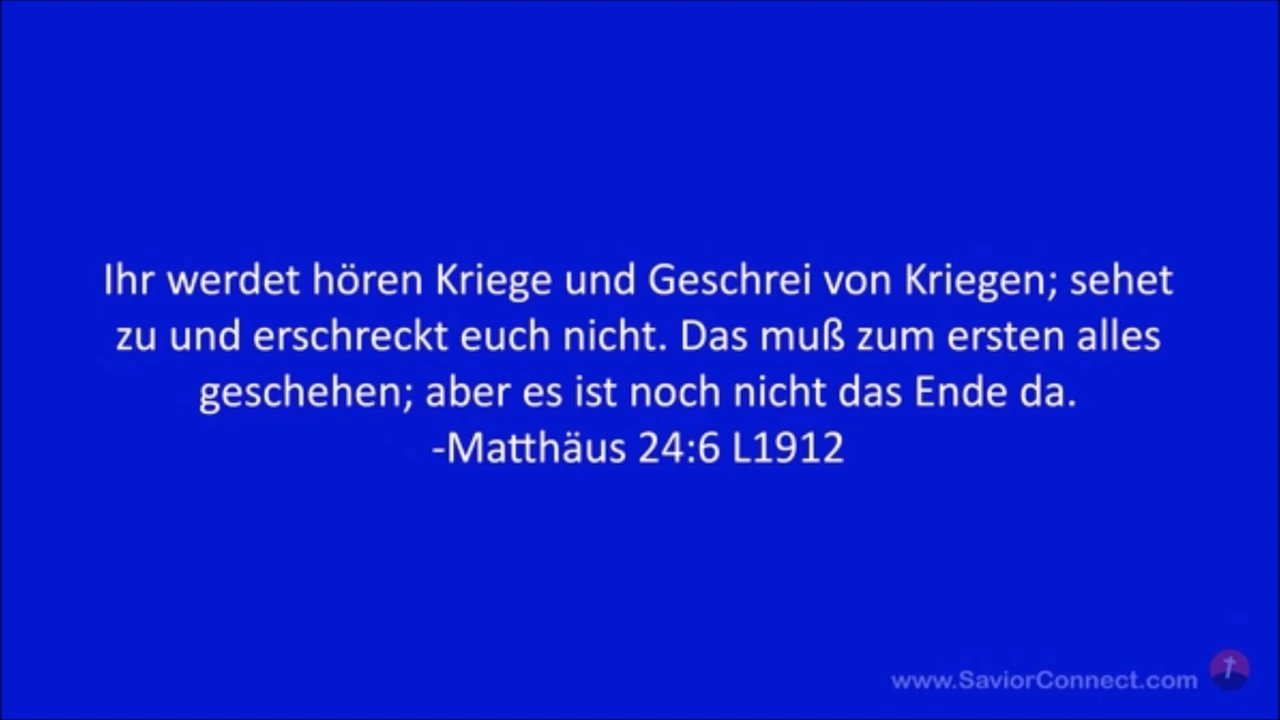 Ihr werdet hören Kriege und Geschrei von Kriegen; sehet
zu und erschreckt euch nicht. Das muß zum ersten alles
geschehen; aber es ist noch nicht das Ende da.
-Matthäus 24:6 L1912
www.SaviorConnect.com